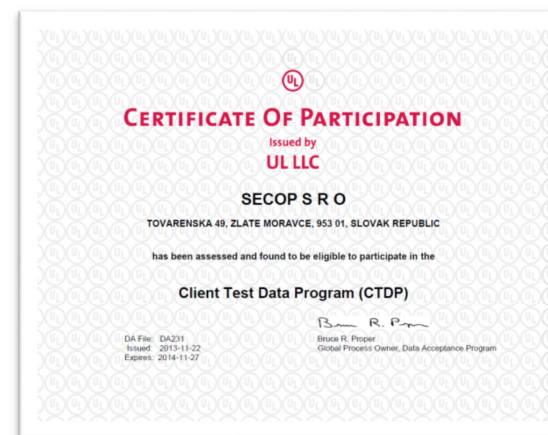 UL
CERTIFICATE OF PARTICIPATION
Issued by
UL LLC
SECOP S R O
TOVARENSKA 49, ZLATE MORAVCE, 953 01, SLOVAK REPUBLIC
has been assessed and found to be eligible to participate in the
Client Test Data Program (CTDP)
Bruce R. Proper
DA File: DA231
Issued: 2013-11-22
Expires: 2014-11-27
Global Process Owner, Data Acceptance Program